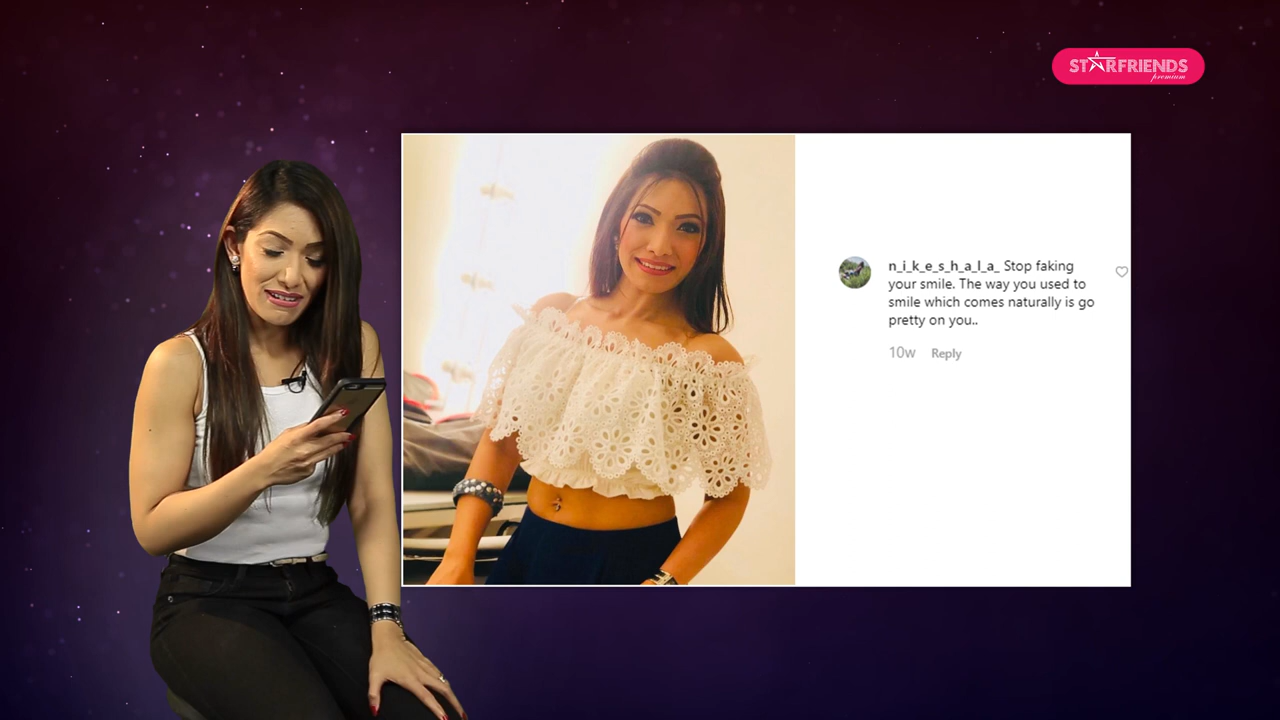 STARFRIENDS
premium
n_i_k_e_s_h_a_l_a_ Stop faking
your smile. The way you used to
smile which comes naturally is go
pretty on you..
10w Reply